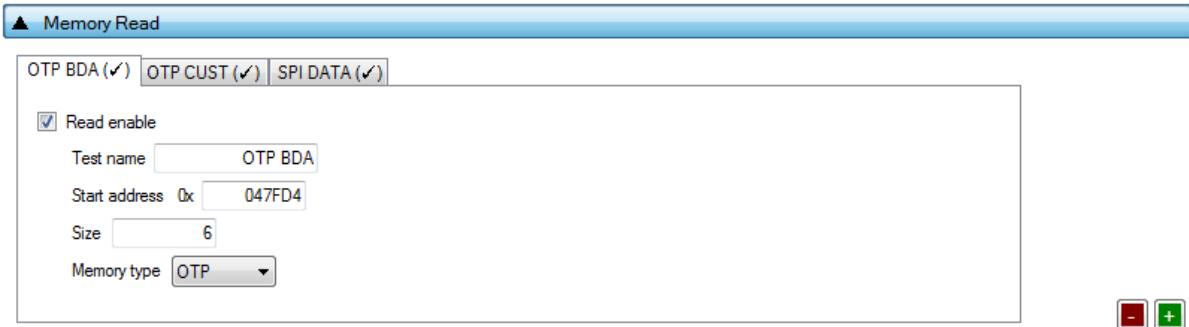 ▲ Memory Read
OTP BDA (✓) OTP CUST (✓) SPI DATA (✓)
Read enable
Test name OTP BDA
Start address 0x 047FD4
Size 6
Memory type OTP
- +